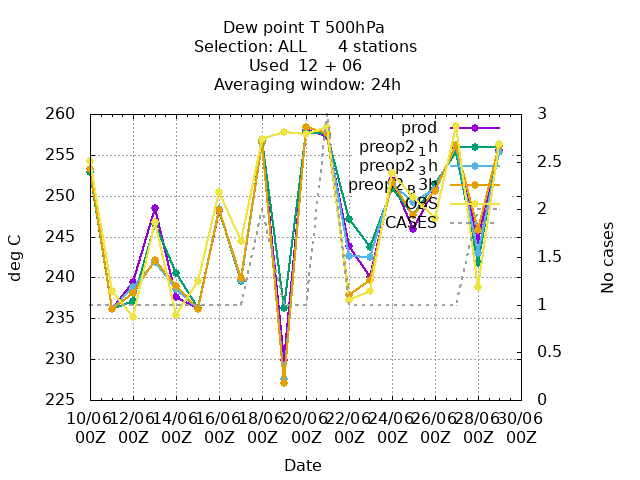 Dew point T 500hPa
Selection: ALL 4 stations
Used 12 + 06
Averaging window: 24h
260
255
250
245
240
235
230
225
3
2.5
2
1.5
1
0.5
0
deg C
No cases
prod
preop2_1h
preop2_3h
preop2_B3h
OBS
CASES
10/06 12/06 14/06 16/06 18/06 20/06 22/06 24/06 26/06 28/06 30/06
00Z 00Z 00Z 00Z 00Z 00Z 00Z 00Z 00Z 00Z 00Z
Date